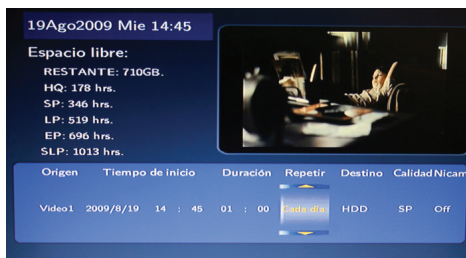 19Ago2009 Mie 14:45
Espacio libre:
RESTANTE: 710GB.
HQ: 178 hrs.
SP: 346 hrs.
LP: 519 hrs.
EP: 696 hrs.
SLP: 1013 hrs.
Origen Tiempo de inicio Duración Repetir Destino Calidad Nicam
Video1 2009/8/19 14 : 45 01 : 00 Cada día HDD SP Off